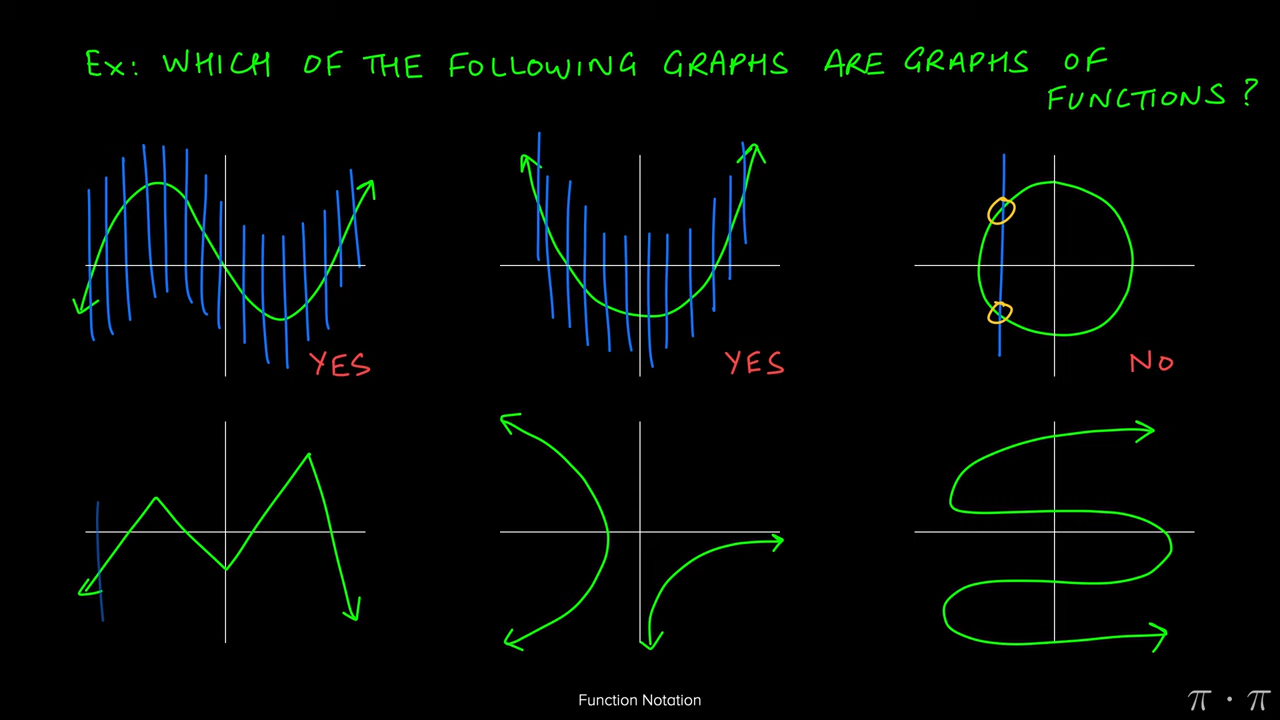 EX: WHICH OF THE FOLLOWING GRAPHS ARE GRAPHS OF
FUNCTIONS?
YES
YES
NO
Function Notation
π · π